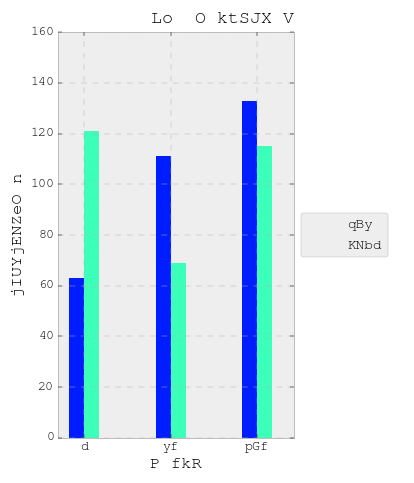 Lo  O ktSJX V
jIUYjENZeO n
160
140
120
100
80
60
40
20
0
d yf pGf
P fkR
qBy
KNbd